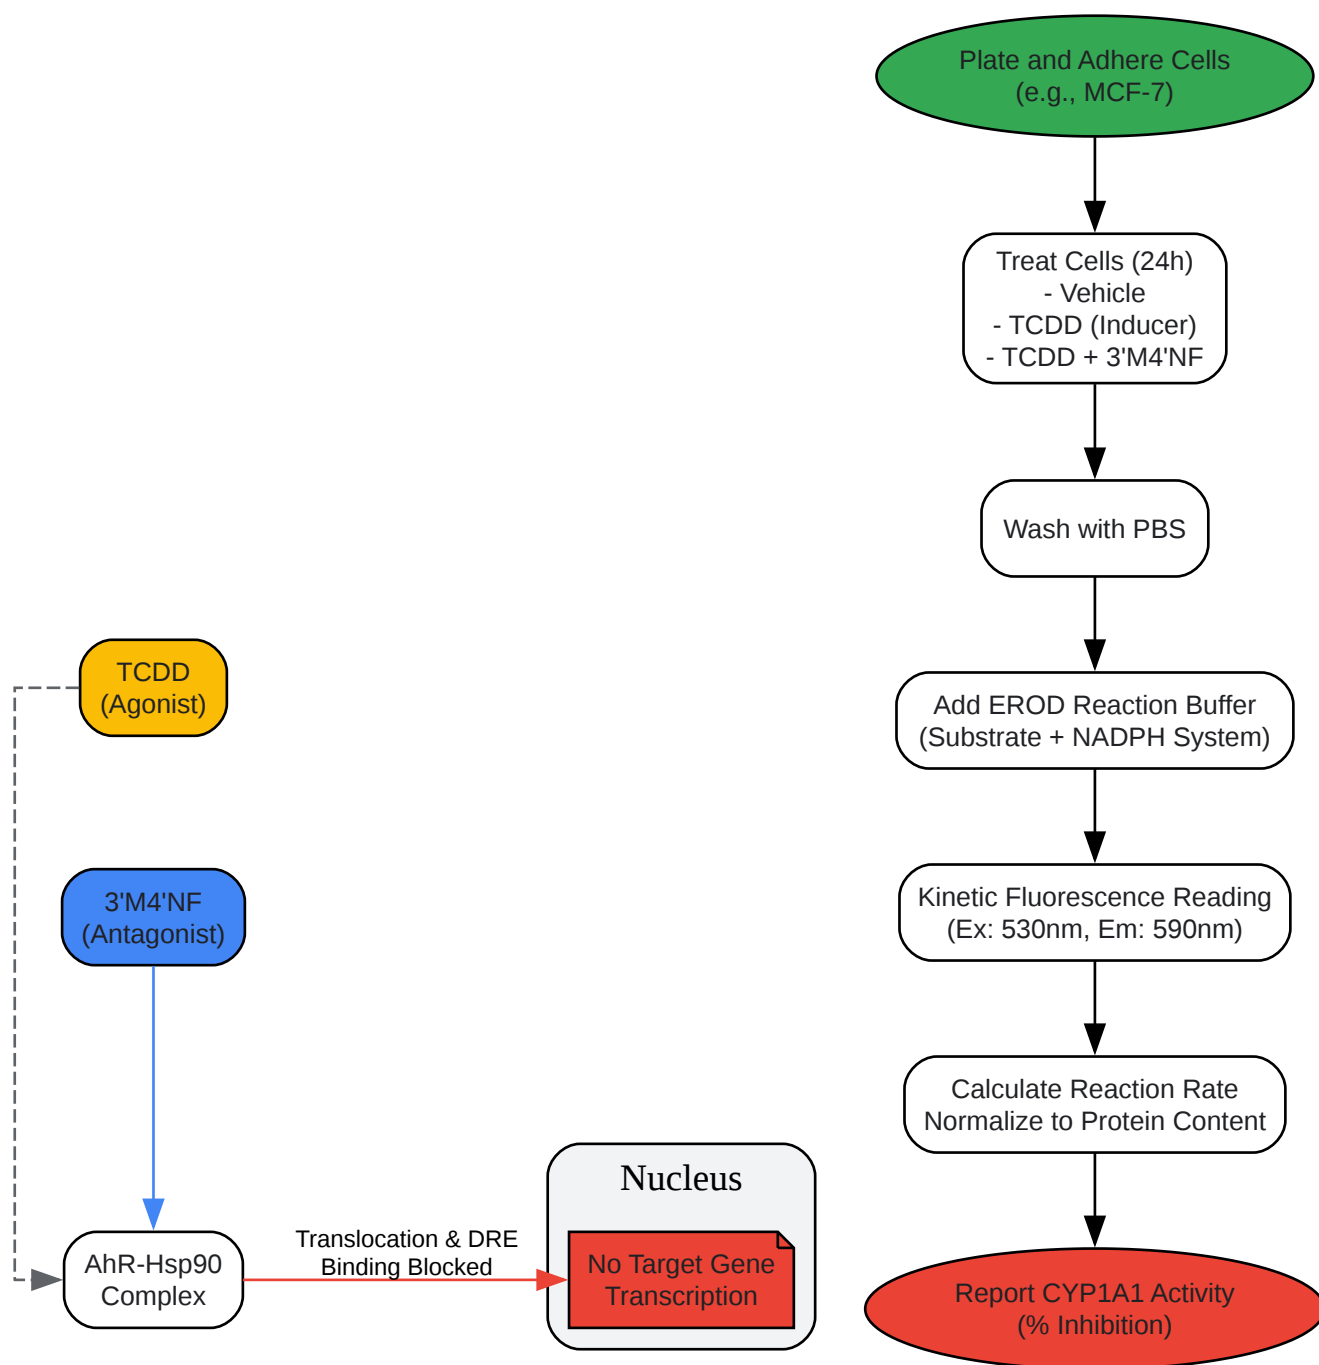 TCDD
(Agonist)
3'M4'NF
(Antagonist)
AhR-Hsp90
Complex
Translocation & DRE
Binding Blocked
Nucleus
No Target Gene
Transcription
Plate and Adhere Cells
(e.g., MCF-7)
Treat Cells (24h)
- Vehicle
- TCDD (Inducer)
- TCDD + 3'M4'NF
Wash with PBS
Add EROD Reaction Buffer
(Substrate + NADPH System)
Kinetic Fluorescence Reading
(Ex: 530nm, Em: 590nm)
Calculate Reaction Rate
Normalize to Protein Content
Report CYP1A1 Activity
(% Inhibition)